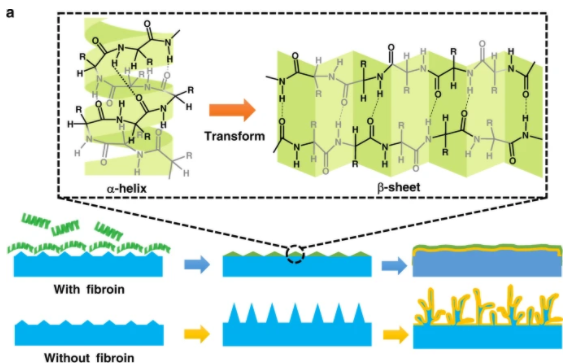 a
Transform
α-helix
β-sheet
With fibroin
Without fibroin